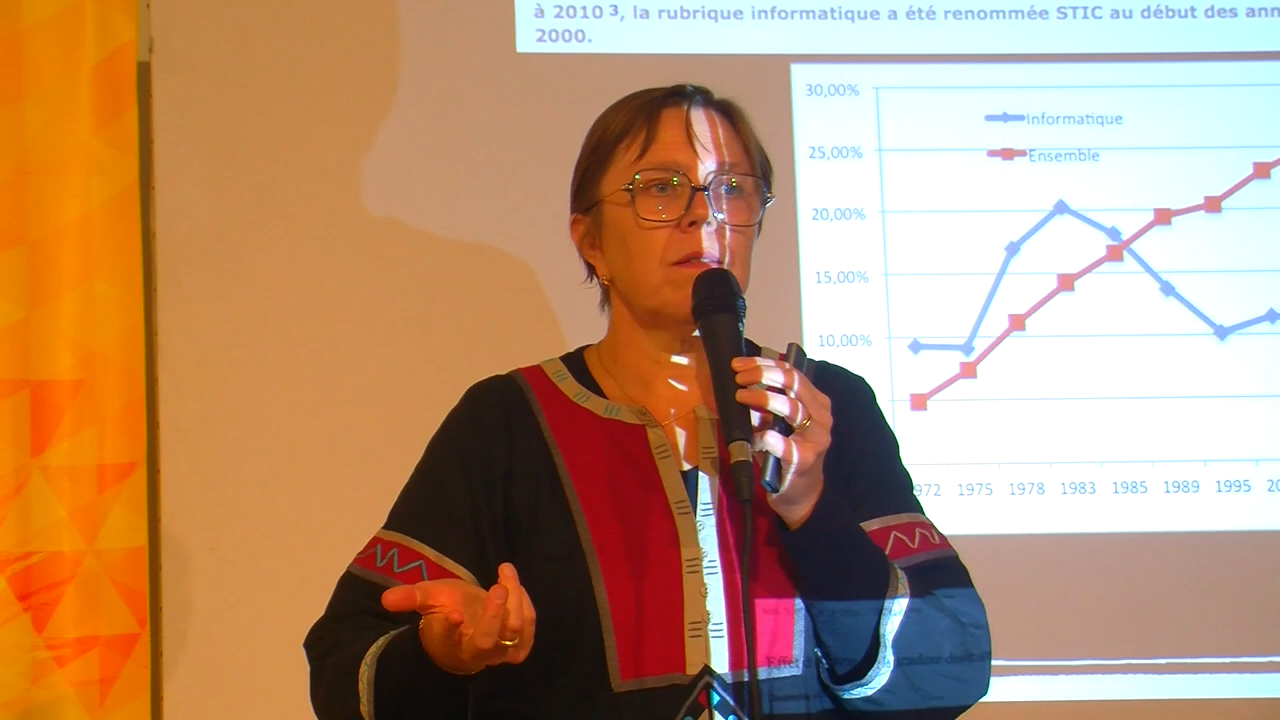 à 2010 3, la rubrique informatique a été renommée STIC au début des ann
2000.
30,00%
Informatique
25,00%
Ensemble
20,00%
15,00%
10,00%
972 1975 1978 1983 1985 1989 1995 20